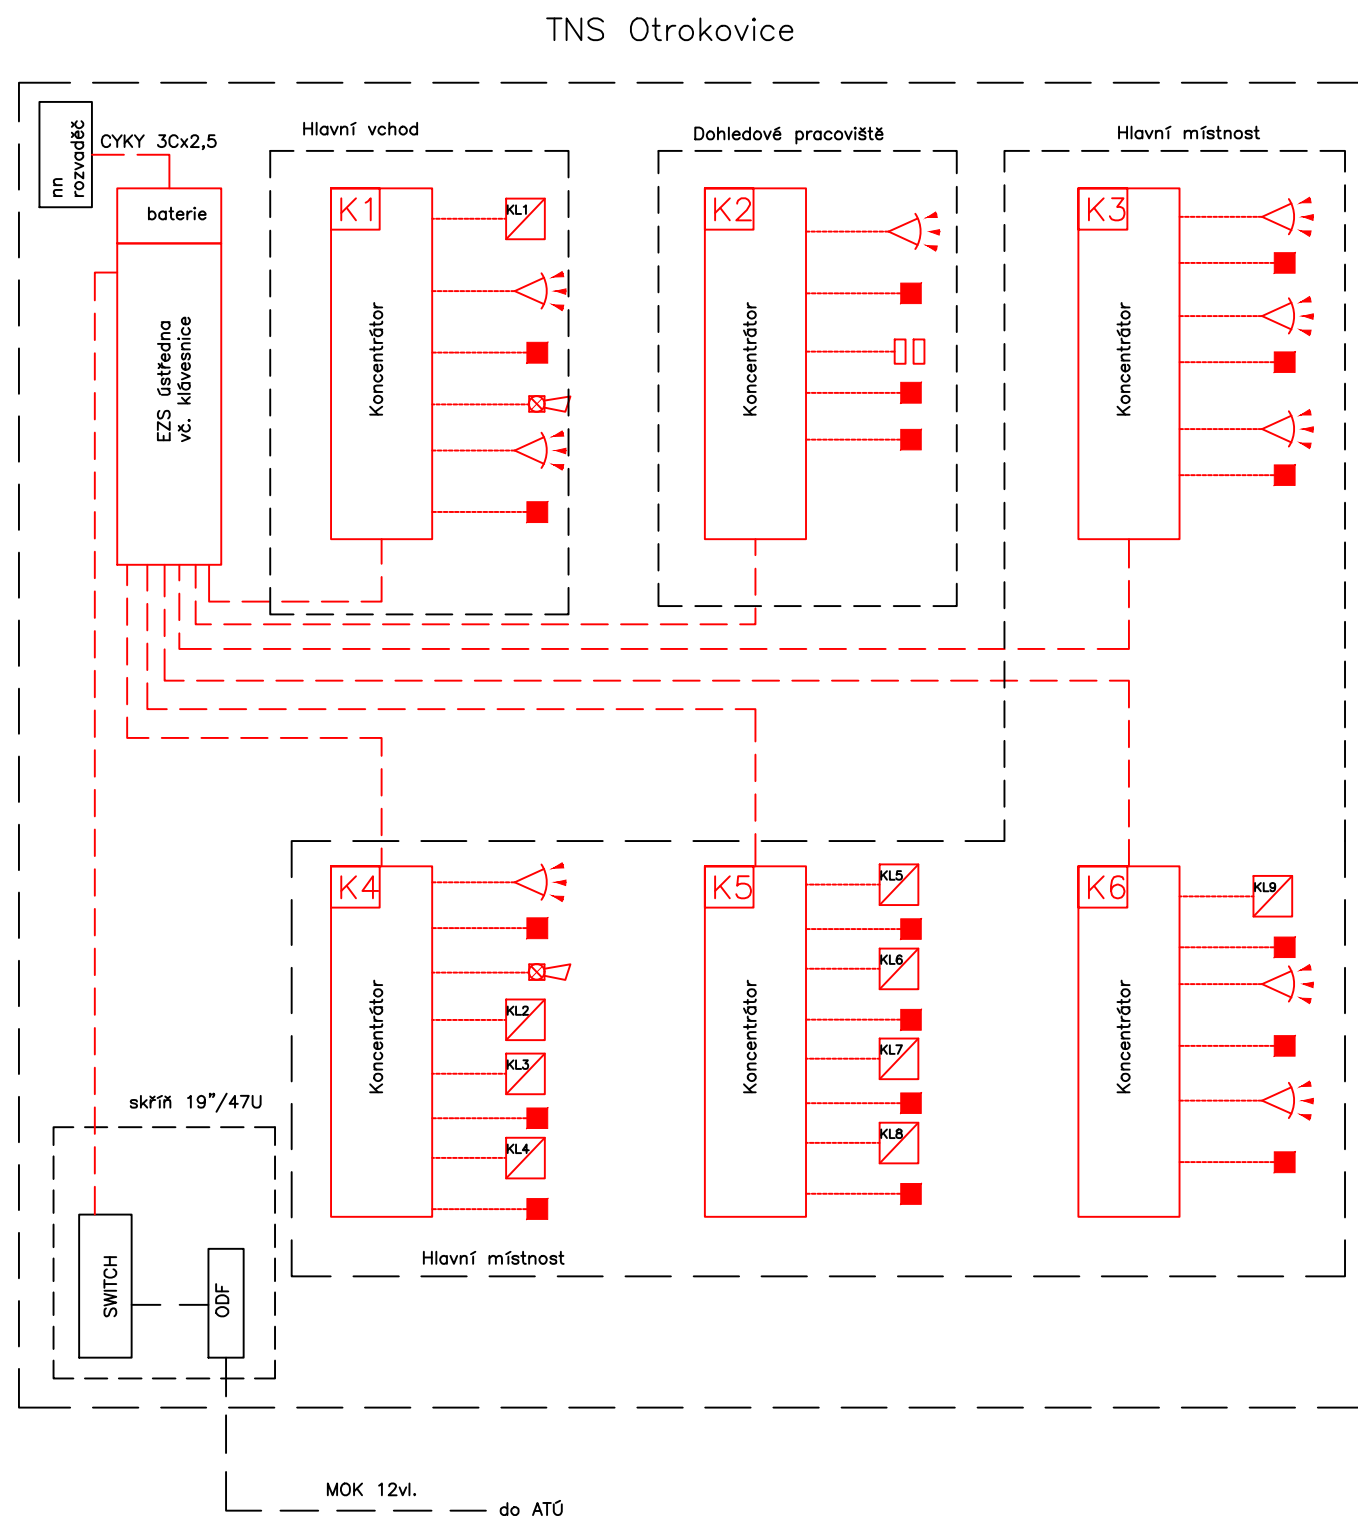 TNS Otrokovice
nn
rozvaděč
CYKY 3Cx2,5
baterie
EZS ústředna
vč. klávesnice
Hlavní vchod
K1
Koncentrátor
KL1
Dohledové pracoviště
K2
Koncentrátor
Hlavní místnost
K3
Koncentrátor
K4
Koncentrátor
KL2
KL3
KL4
K5
Koncentrátor
KL5
KL6
KL7
KL8
K6
Koncentrátor
KL9
Hlavní místnost
skříň 19"/47U
SWITCH
ODF
MOK 12vl.
do ATÚ